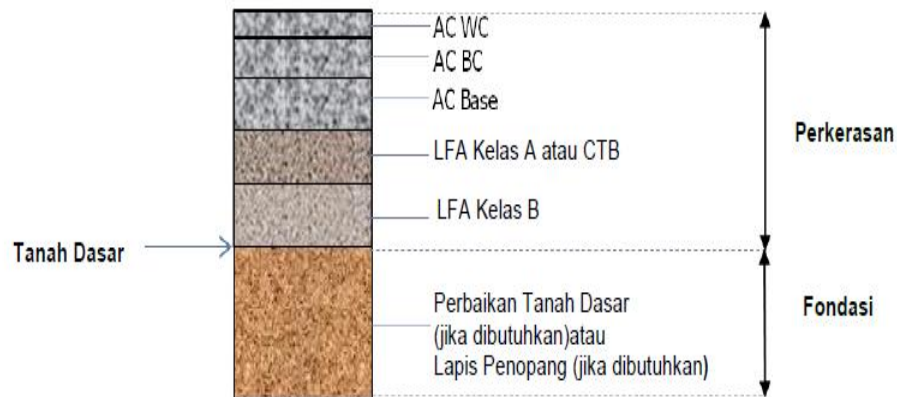 AC WC
AC BC
AC Base
Perkerasan
LFA Kelas A atau CTB
LFA Kelas B
Tanah Dasar
Perbaikan Tanah Dasar
(jika dibutuhkan)atau
Lapis Penopang (jika dibutuhkan)
Fondasi